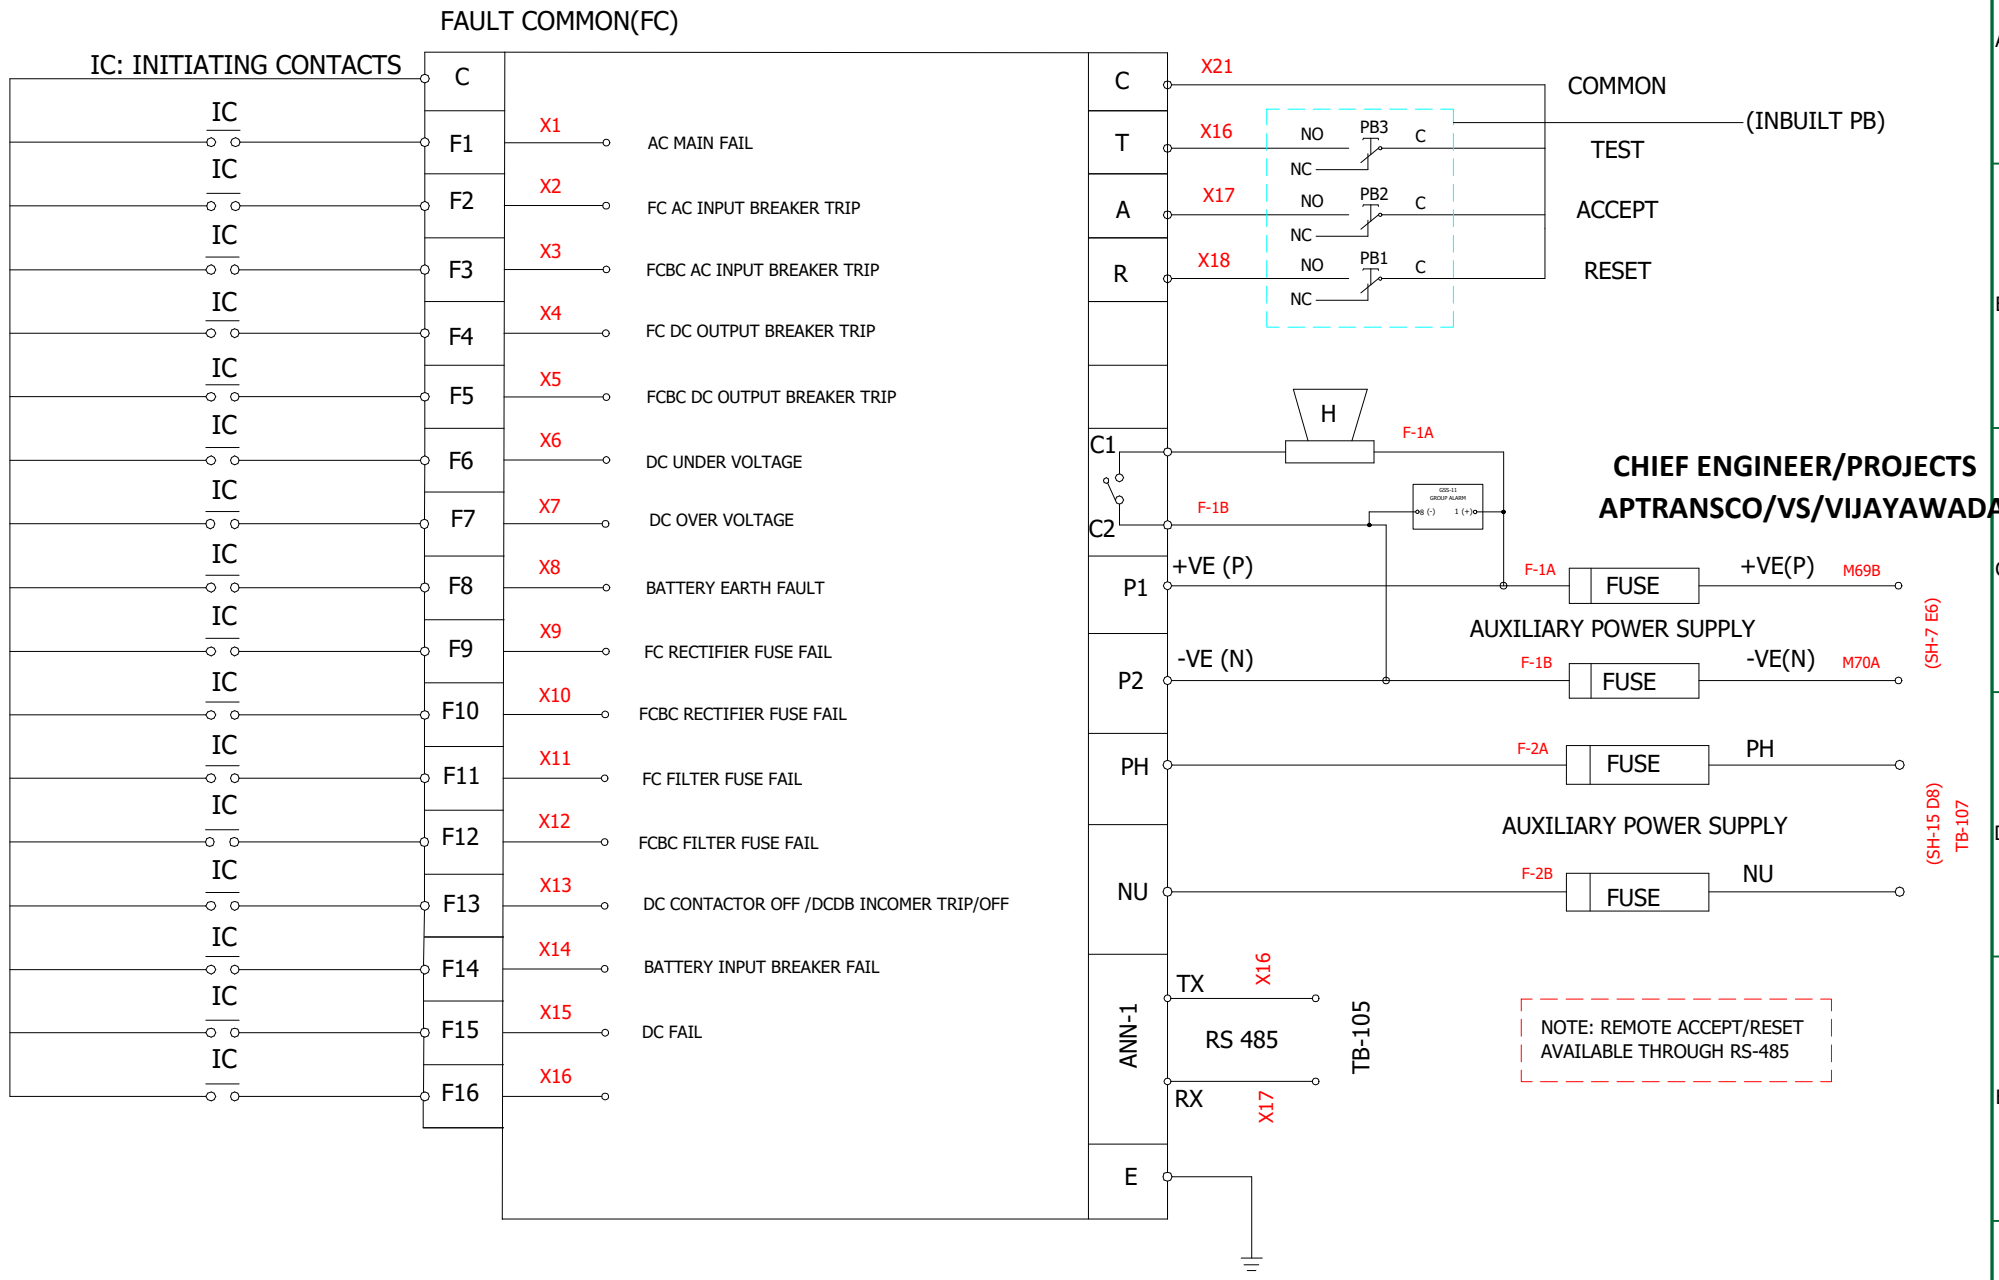 FAULT COMMON(FC)
IC: INITIATING CONTACTS
C
IC
F1
X1
AC MAIN FAIL
IC
F2
X2
FC AC INPUT BREAKER TRIP
IC
F3
X3
FCBC AC INPUT BREAKER TRIP
IC
F4
X4
FC DC OUTPUT BREAKER TRIP
IC
F5
X5
FCBC DC OUTPUT BREAKER TRIP
IC
F6
X6
DC UNDER VOLTAGE
IC
F7
X7
DC OVER VOLTAGE
IC
F8
X8
BATTERY EARTH FAULT
IC
F9
X9
FC RECTIFIER FUSE FAIL
IC
F10
X10
FCBC RECTIFIER FUSE FAIL
IC
F11
X11
FC FILTER FUSE FAIL
IC
F12
X12
FCBC FILTER FUSE FAIL
IC
F13
X13
DC CONTACTOR OFF /DCDB INCOMER TRIP/OFF
IC
F14
X14
BATTERY INPUT BREAKER FAIL
IC
F15
X15
DC FAIL
IC
F16
X16
C
X21
COMMON
(INBUILT PB)
T
X16
NO
PB3
C
NC
TEST
A
X17
NO
PB2
C
NC
ACCEPT
R
X18
NO
PB1
C
NC
RESET
H
C1
F-1A
C2
F-1B
GSS-11
GROUP ALARM
8 (-)
1 (+)
CHIEF ENGINEER/PROJECTS
APTRANSCO/VS/VIJAYAWADA
P1
+VE (P)
F-1A
FUSE
+VE(P)
M69B
AUXILIARY POWER SUPPLY
(SH-7 E6)
P2
-VE (N)
F-1B
FUSE
-VE(N)
M70A
PH
F-2A
FUSE
PH
AUXILIARY POWER SUPPLY
(SH-15 D8)
TB-107
NU
F-2B
FUSE
NU
ANN-1
TX
X16
RS 485
TB-105
RX
X17
NOTE: REMOTE ACCEPT/RESET
AVAILABLE THROUGH RS-485
E